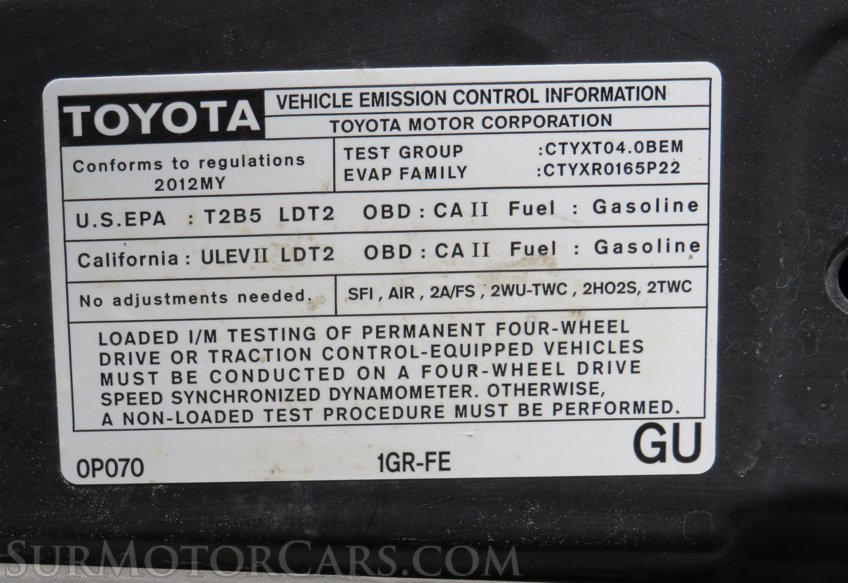 TOYOTA
VEHICLE EMISSION CONTROL INFORMATION
TOYOTA MOTOR CORPORATION
Conforms to regulations
2012MY
TEST GROUP :CTYXT04.0BEM
EVAP FAMILY :CTYXR0165P22
U.S.EPA : T2B5 LDT2 OBD : CA II Fuel : Gasoline
California : ULEVII LDT2 OBD : CA II Fuel : Gasoline
No adjustments needed.
SFI , AIR , 2A/FS , 2WU-TWC , 2HO2S, 2TWC
LOADED I/M TESTING OF PERMANENT FOUR-WHEEL
DRIVE OR TRACTION CONTROL-EQUIPPED VEHICLES
MUST BE CONDUCTED ON A FOUR-WHEEL DRIVE
SPEED SYNCHRONIZED DYNAMOMETER. OTHERWISE,
A NON-LOADED TEST PROCEDURE MUST BE PERFORMED.
0P070 1GR-FE GU
SURMOTORCARS.COM